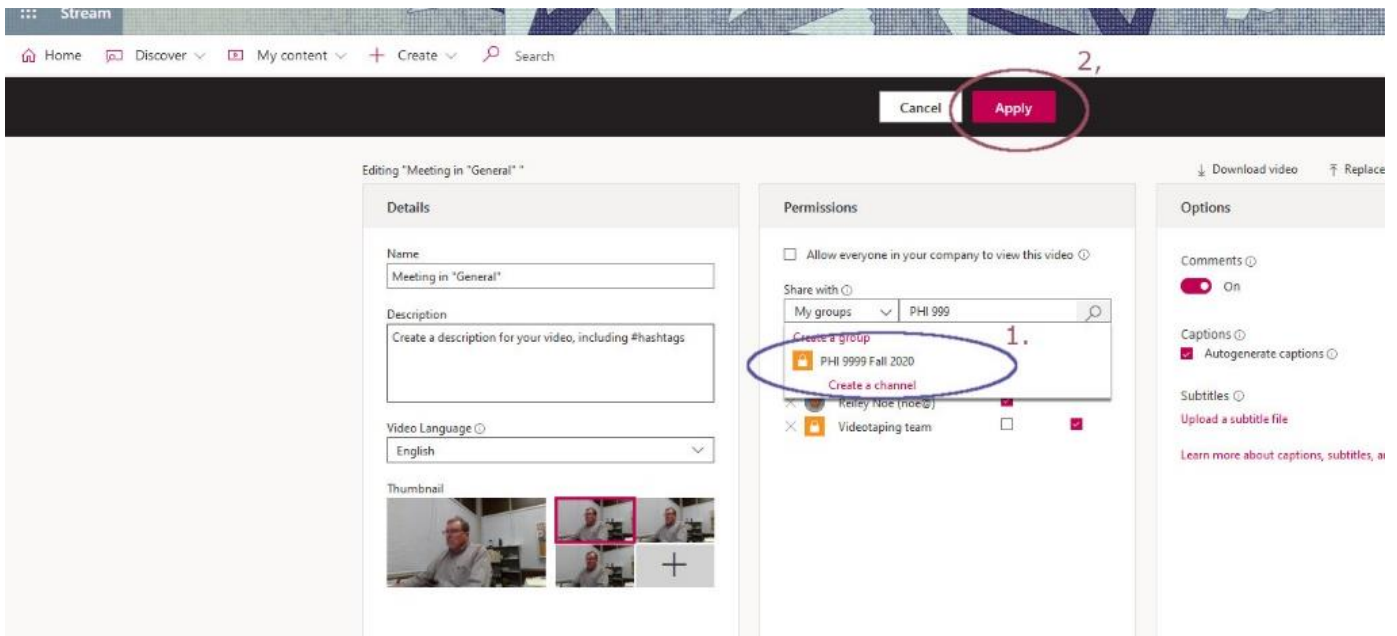 Stream
Home Discover My content Create Search
2,
Cancel Apply
Editing "Meeting in "General" "
Download video Replace
Details
Name
Meeting in "General"
Description
Create a description for your video, including #hashtags
Video Language
English
Thumbnail
Permissions
Allow everyone in your company to view this video
Share with
My groups PHI 999
Create a group
1.
PHI 9999 Fall 2020
Create a channel
Reiley Noe (noe@)
Videotaping team
Options
Comments
On
Captions
Autogenerate captions
Subtitles
Upload a subtitle file
Learn more about captions, subtitles,